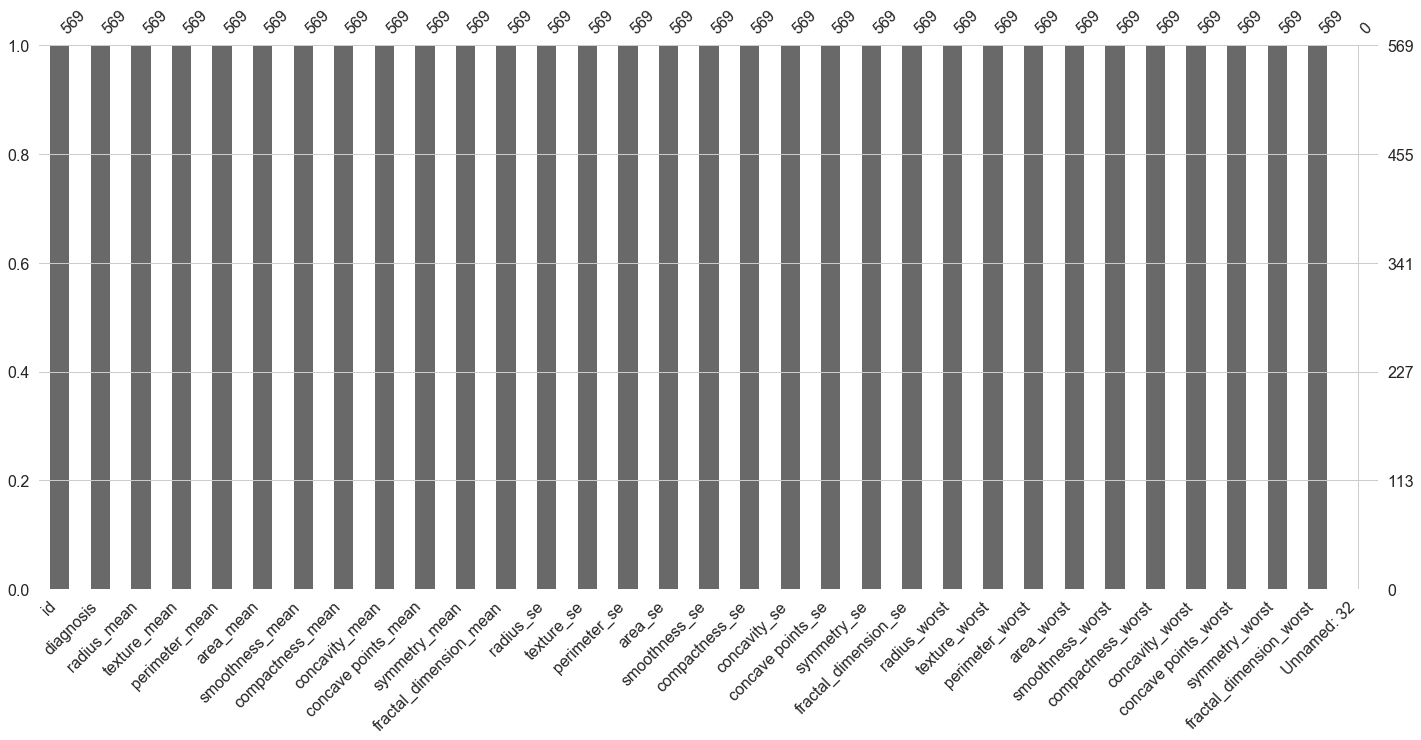 569 569 569 569 569 569 569 569 569 569 569 569 569 569 569 569 569 569 569 569 569 569 569 569 569 569 569 569 569 569 569 569 0
1.0 569
0.8 455
0.6 341
0.4 227
0.2 113
0.0 0
id
diagnosis
radius_mean
texture_mean
perimeter_mean
area_mean
smoothness_mean
compactness_mean
concavity_mean
concave points_mean
symmetry_mean
fractal_dimension_mean
radius_se
texture_se
perimeter_se
area_se
smoothness_se
compactness_se
concavity_se
concave points_se
symmetry_se
fractal_dimension_se
radius_worst
texture_worst
perimeter_worst
area_worst
smoothness_worst
compactness_worst
concavity_worst
concave points_worst
symmetry_worst
fractal_dimension_worst
Unnamed: 32